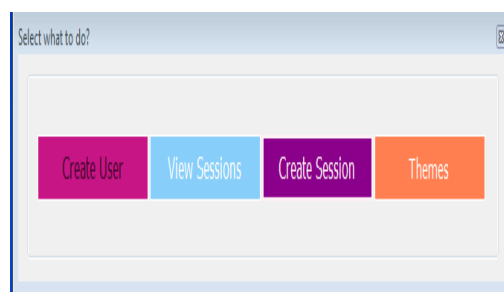 Select what to do?
Create User View Sessions Create Session Themes